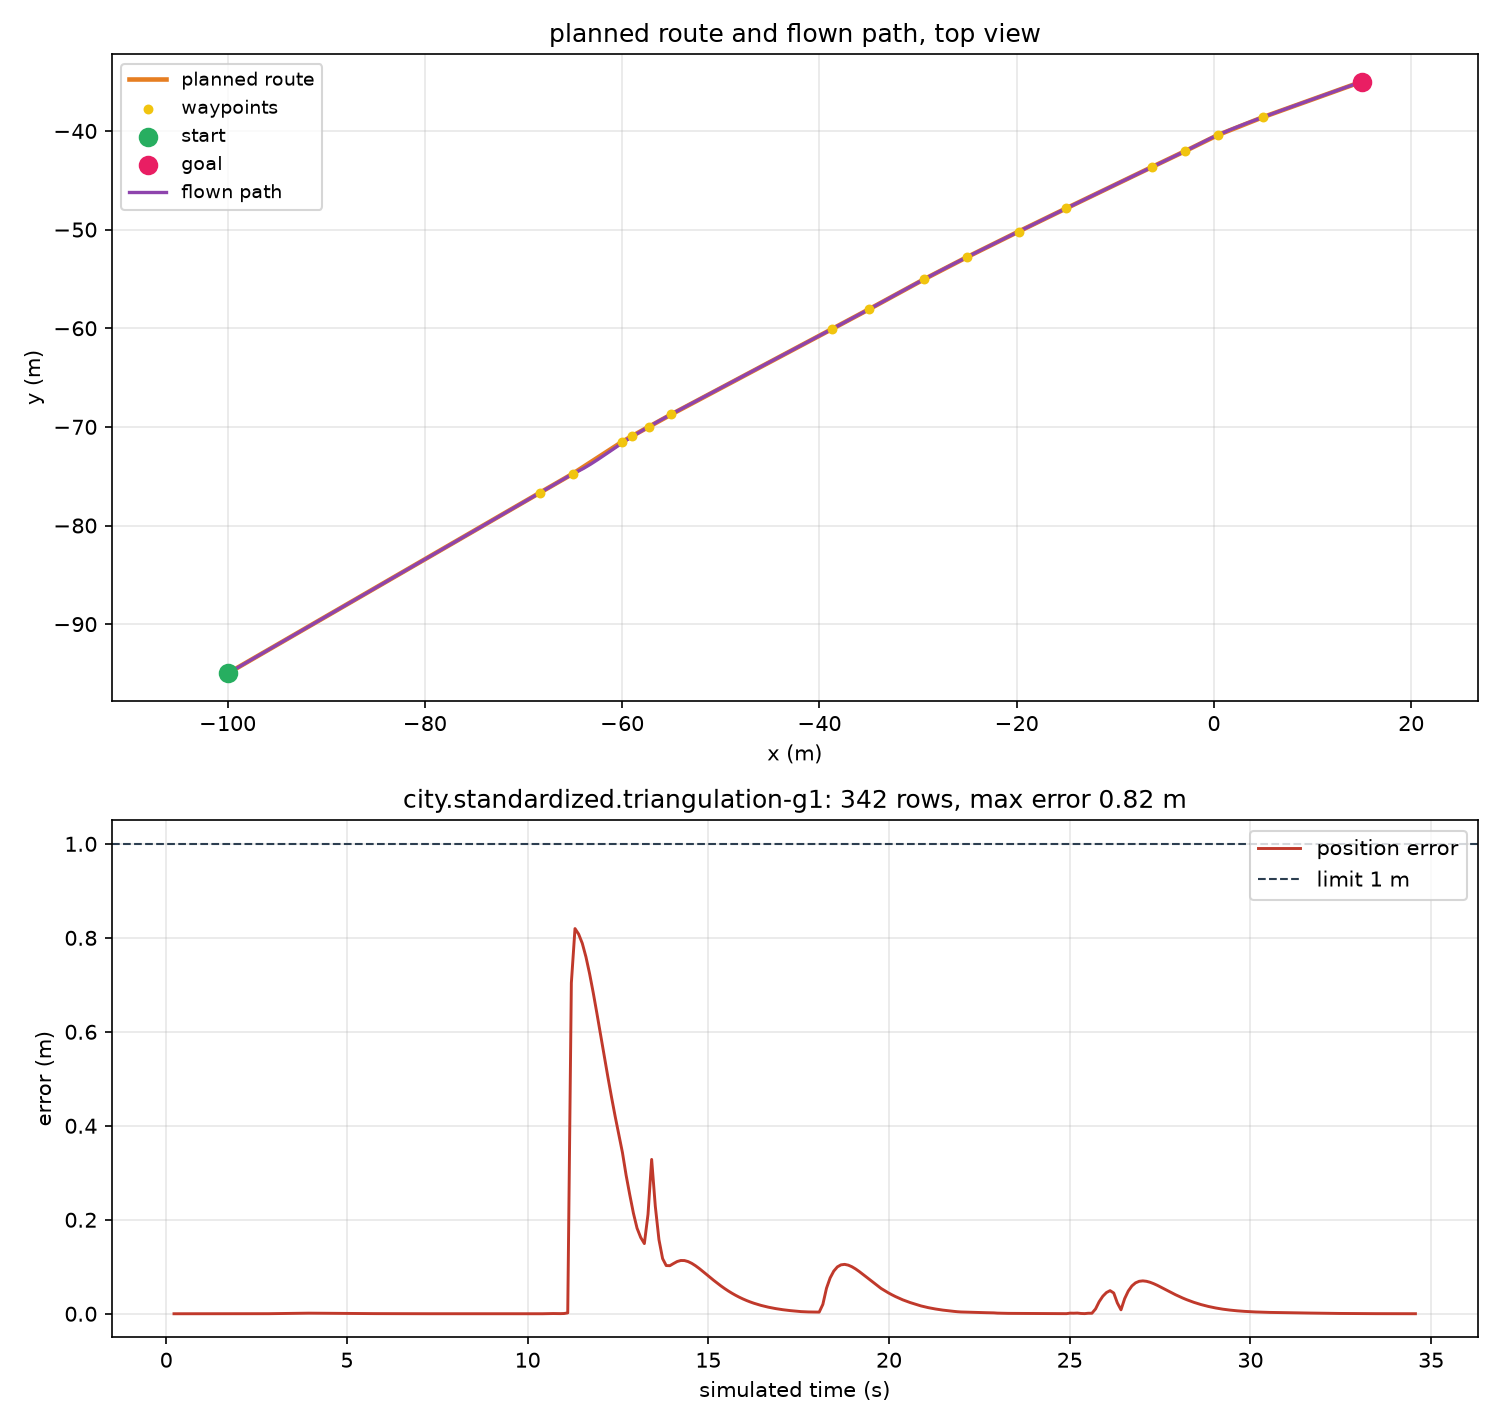 planned route and flown path, top view
planned route
waypoints
start
goal
flown path
−40
−50
−60
−70
−80
−90
y (m)
−100
−80
−60
−40
−20
0
20
x (m)
city.standardized.triangulation-g1: 342 rows, max error 0.82 m
position error
limit 1 m
1.0
0.8
0.6
0.4
0.2
0.0
error (m)
0
5
10
15
20
25
30
35
simulated time (s)